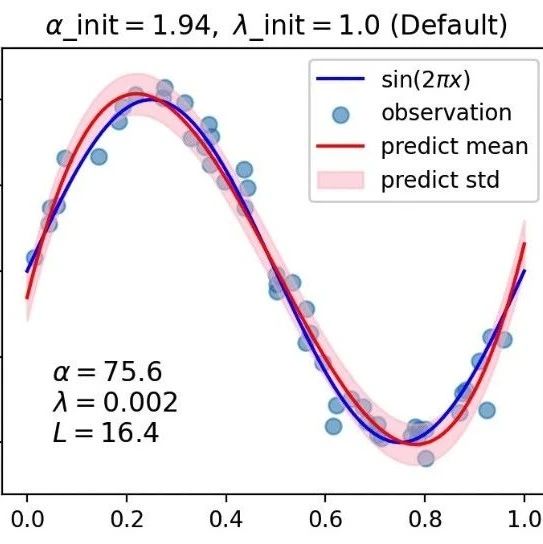 α_init = 1.94, λ_init = 1.0 (Default)
sin(2πx)
observation
predict mean
predict std
α = 75.6
λ = 0.002
L = 16.4
0.0 0.2 0.4 0.6 0.8 1.0